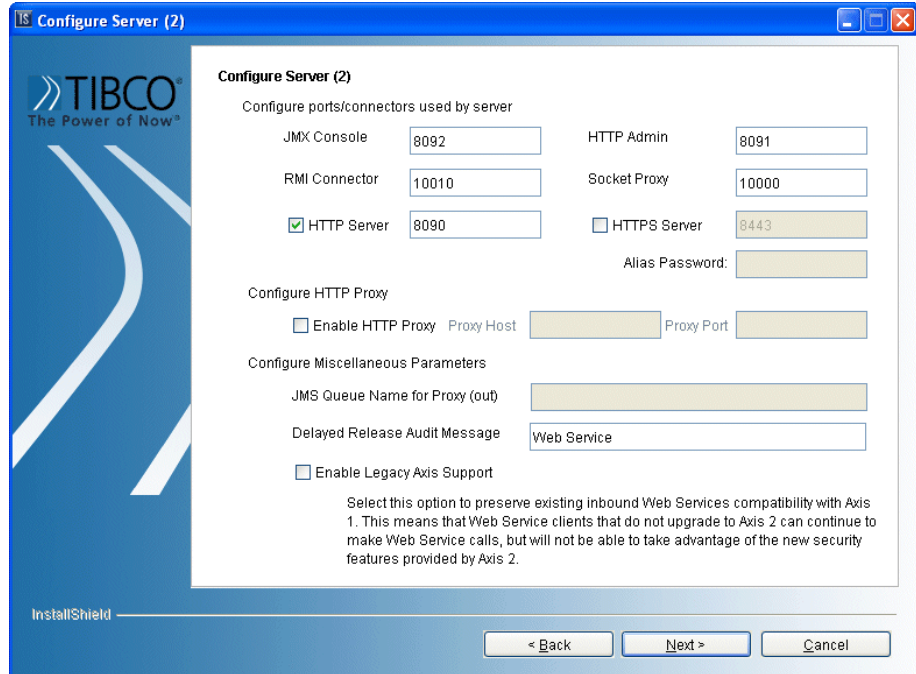 TS Configure Server (2)
TIBCO®
The Power of Now®
Configure Server (2)
Configure ports/connectors used by server
JMX Console 8092 HTTP Admin 8091
RMI Connector 10010 Socket Proxy 10000
HTTP Server 8090 HTTPS Server 8443
Alias Password:
Configure HTTP Proxy
Enable HTTP Proxy Proxy Host Proxy Port
Configure Miscellaneous Parameters
JMS Queue Name for Proxy (out)
Delayed Release Audit Message Web Service
Enable Legacy Axis Support
Select this option to preserve existing inbound Web Services compatibility with Axis
1. This means that Web Service clients that do not upgrade to Axis 2 can continue to
make Web Service calls, but will not be able to take advantage of the new security
features provided by Axis 2.
InstallShield
< Back Next > Cancel